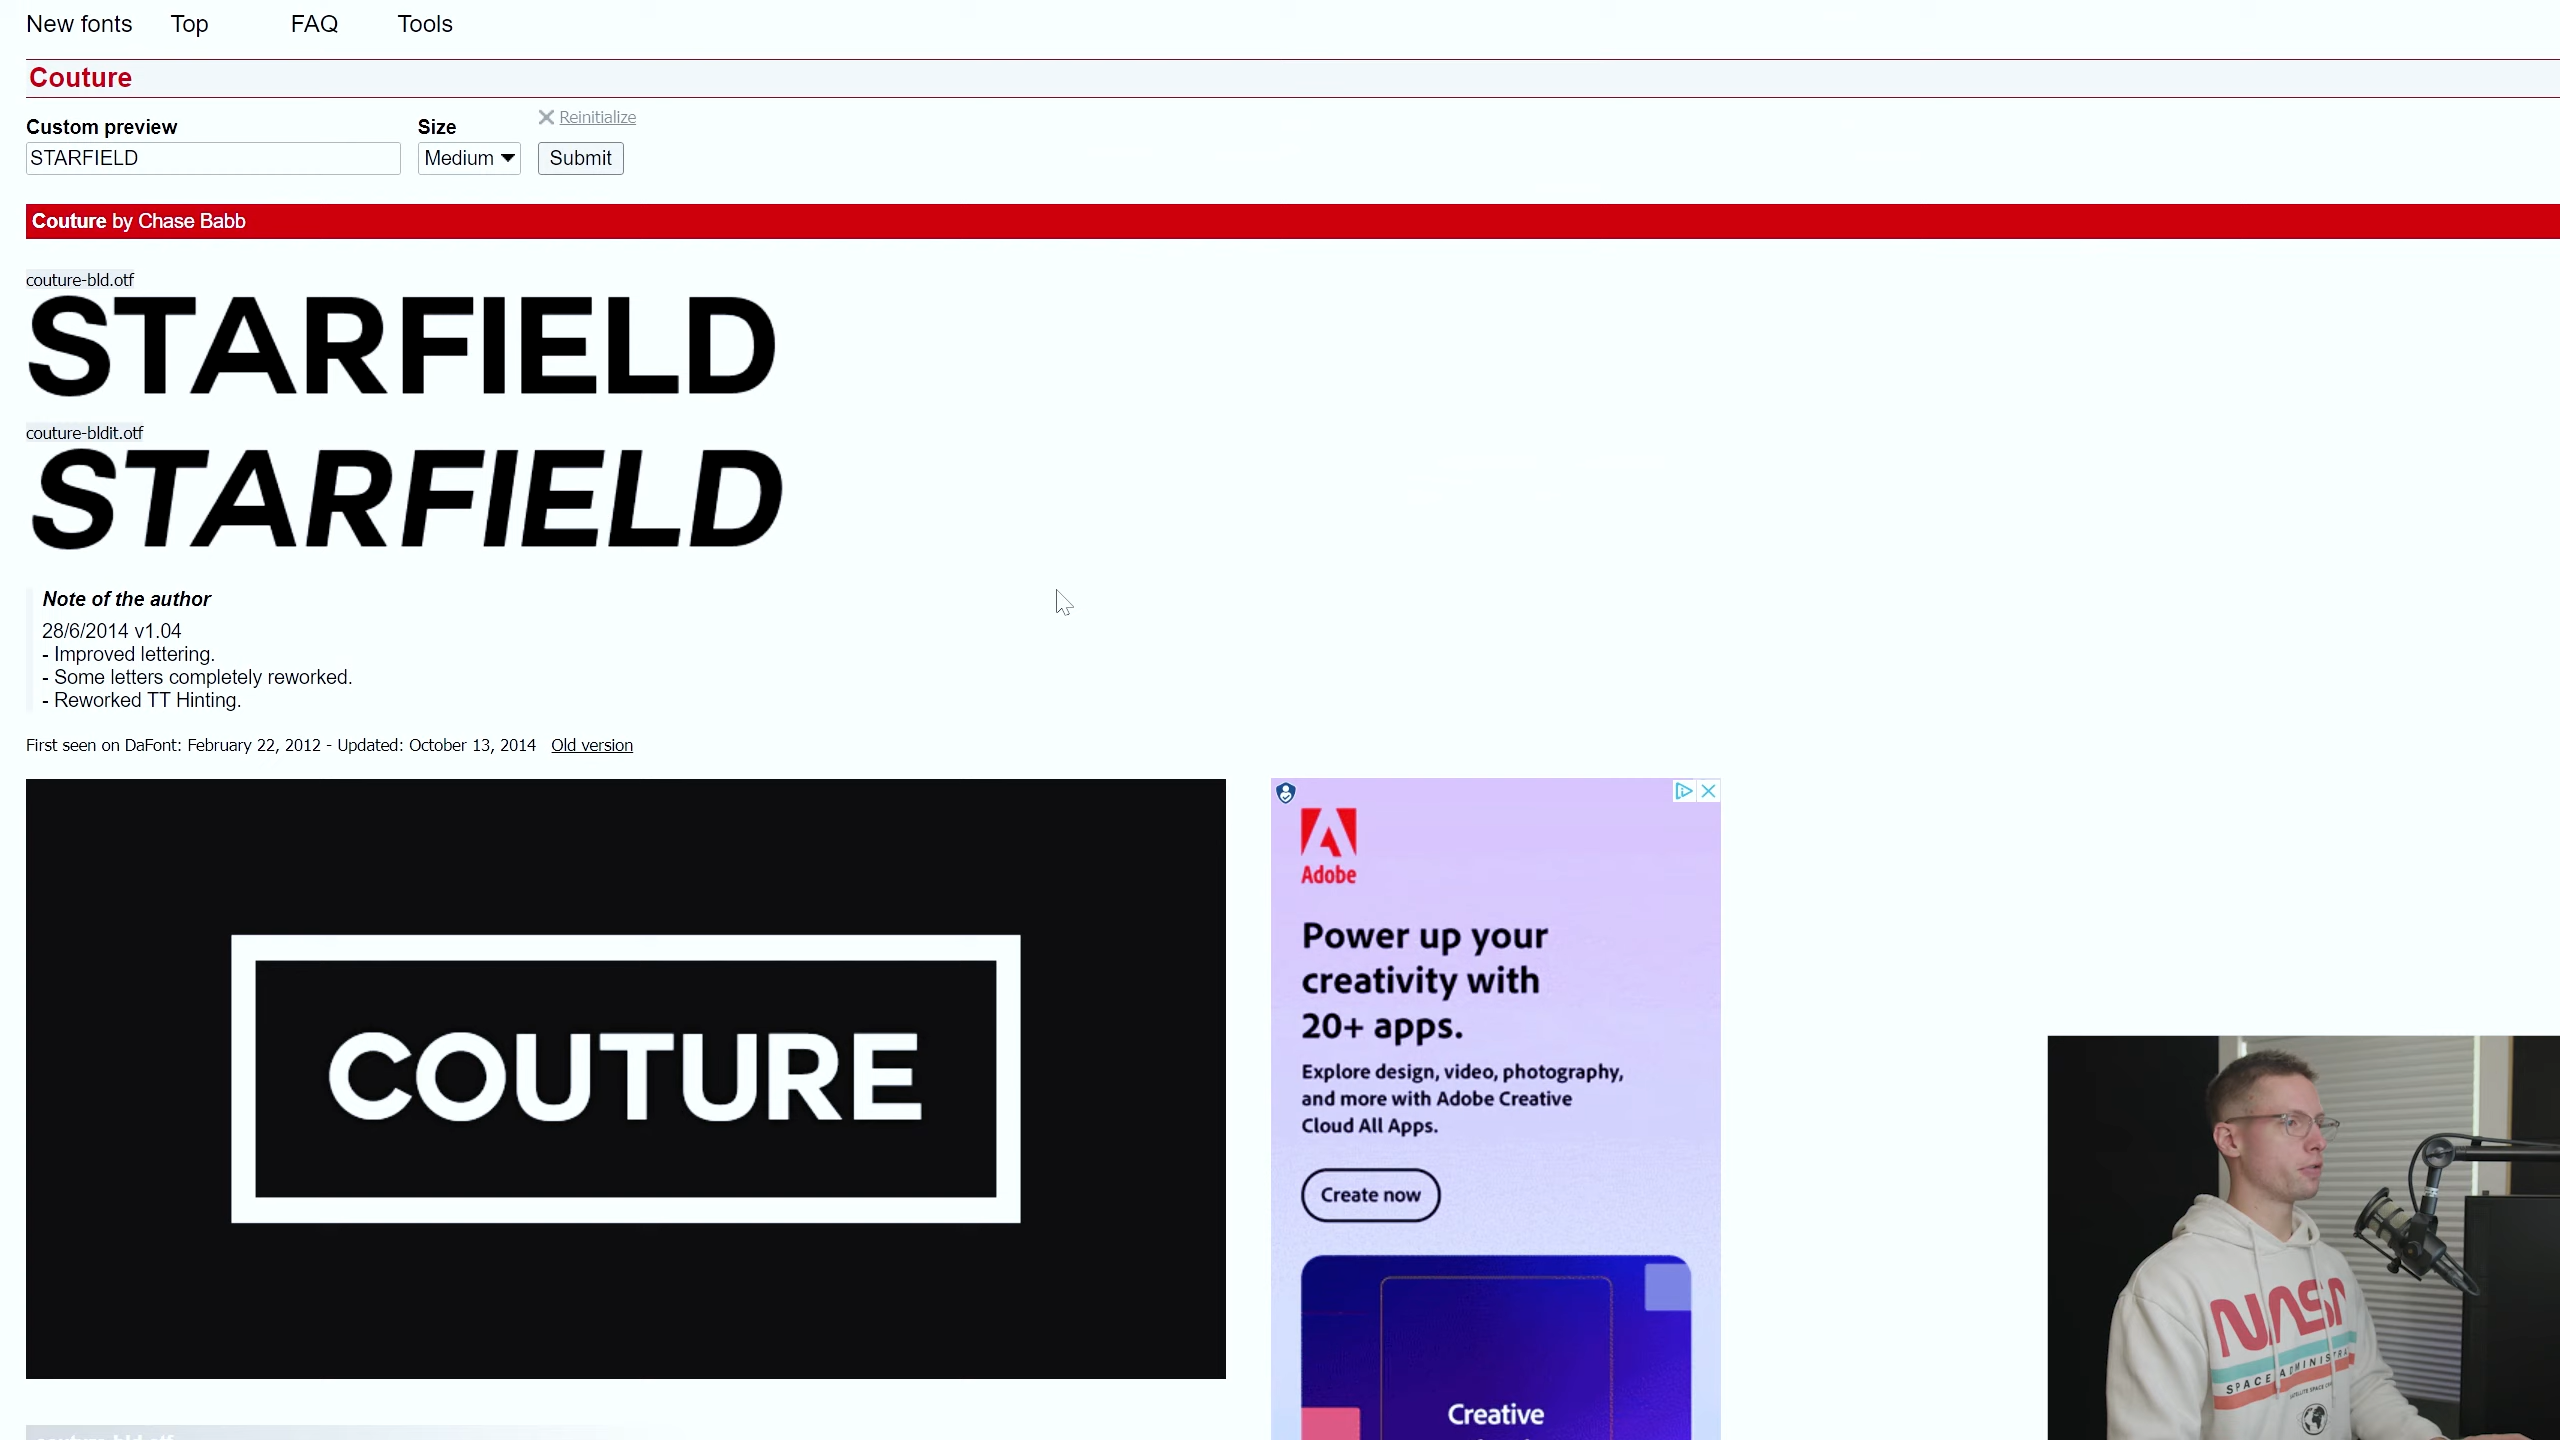 New fonts Top FAQ Tools
Couture
Custom preview Size Reinitialize
STARFIELD Medium Submit
Couture by Chase Babb
couture-bld.otf
STARFIELD
couture-bldit.otf
STARFIELD
Note of the author
28/6/2014 v1.04
- Improved lettering.
- Some letters completely reworked.
- Reworked TT Hinting.
First seen on DaFont: February 22, 2012 - Updated: October 13, 2014 Old version
COUTURE
Adobe
Power up your
creativity with
20+ apps.
Explore design, video, photography,
and more with Adobe Creative
Cloud All Apps.
Create now
Creative
NASA